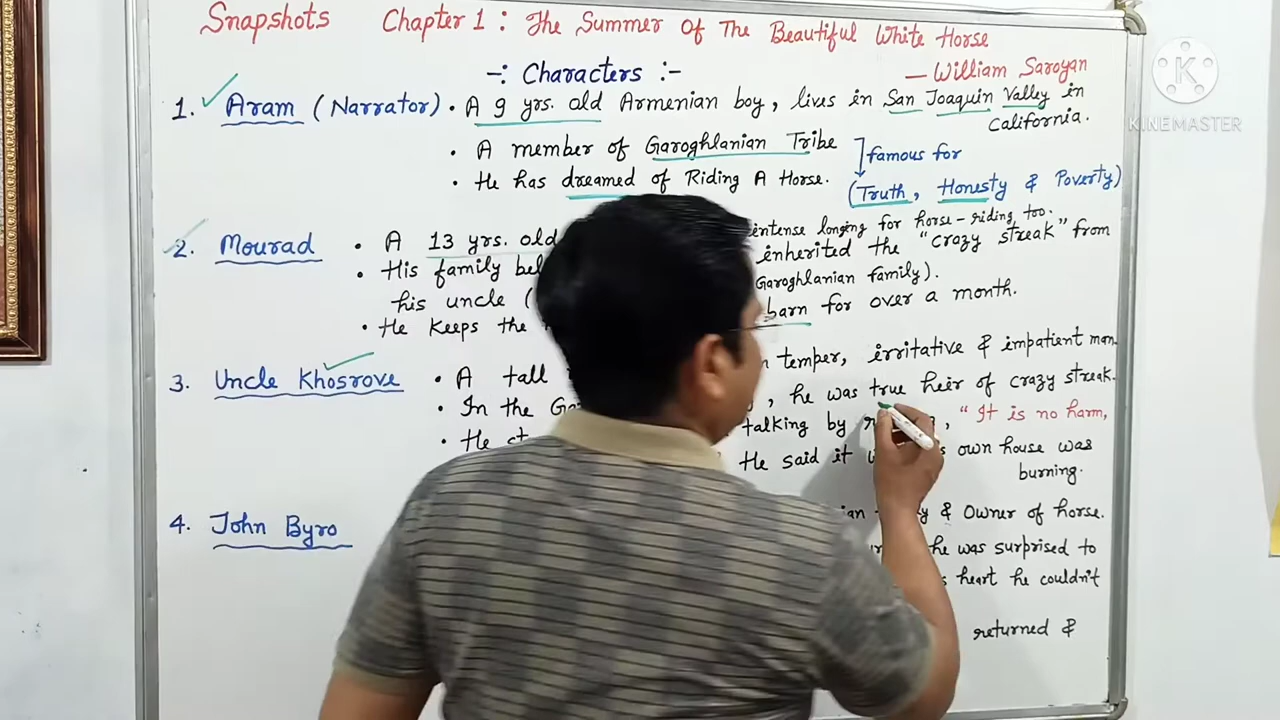 Snapshots Chapter 1 : The Summer Of The Beautiful White Horse
-: Characters :-
— William Saroyan
1. Aram (Narrator) • A 9 yrs. old Armenian boy, lives in San Joaquin Valley in California.
• A member of Garoghlanian Tribe
famous for
• He has dreamed of Riding A Horse.
(Truth, Honesty & Poverty)
2. Mourad • A 13 yrs. old intense longing for horse-riding too.
• His family inherited the "crazy streak" from
his uncle ( Garoghlanian family).
• He keeps the barn for over a month.
3. Uncle Khosrove • A tall temper, irritative & impatient man.
• In the , he was true heir of crazy streak.
• He talking by , "It is no harm,
He said it own house was
burning.
4. John Byro & Owner of horse.
he was surprised to
heart he couldn't
returned &
KINEMASTER